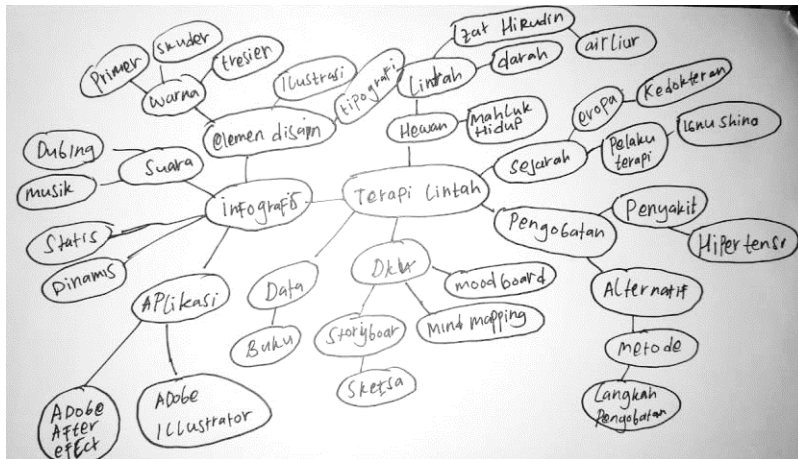 Primer
skuder
tresier
warna
Ilustrasi
tipografi
elemen disain
Dubing
Suara
musik
infografis
Statis
Dinamis
APlikasi
ADobe
AFter
eFFect
ADobe
Illustrator
Zat Hirudin
airliur
Lintah
darah
Hewan
mahluk
Hidup
Terapi Lintah
Sejarah
eropa
Kedokteran
Pelaku
terapi
Pengobatan
Penyakit
Hipertensi
Alternatif
metode
Langkah
Pengobatan
Data
Buku
DKV
moodboard
Mind mapping
Storyboar
Sketsa